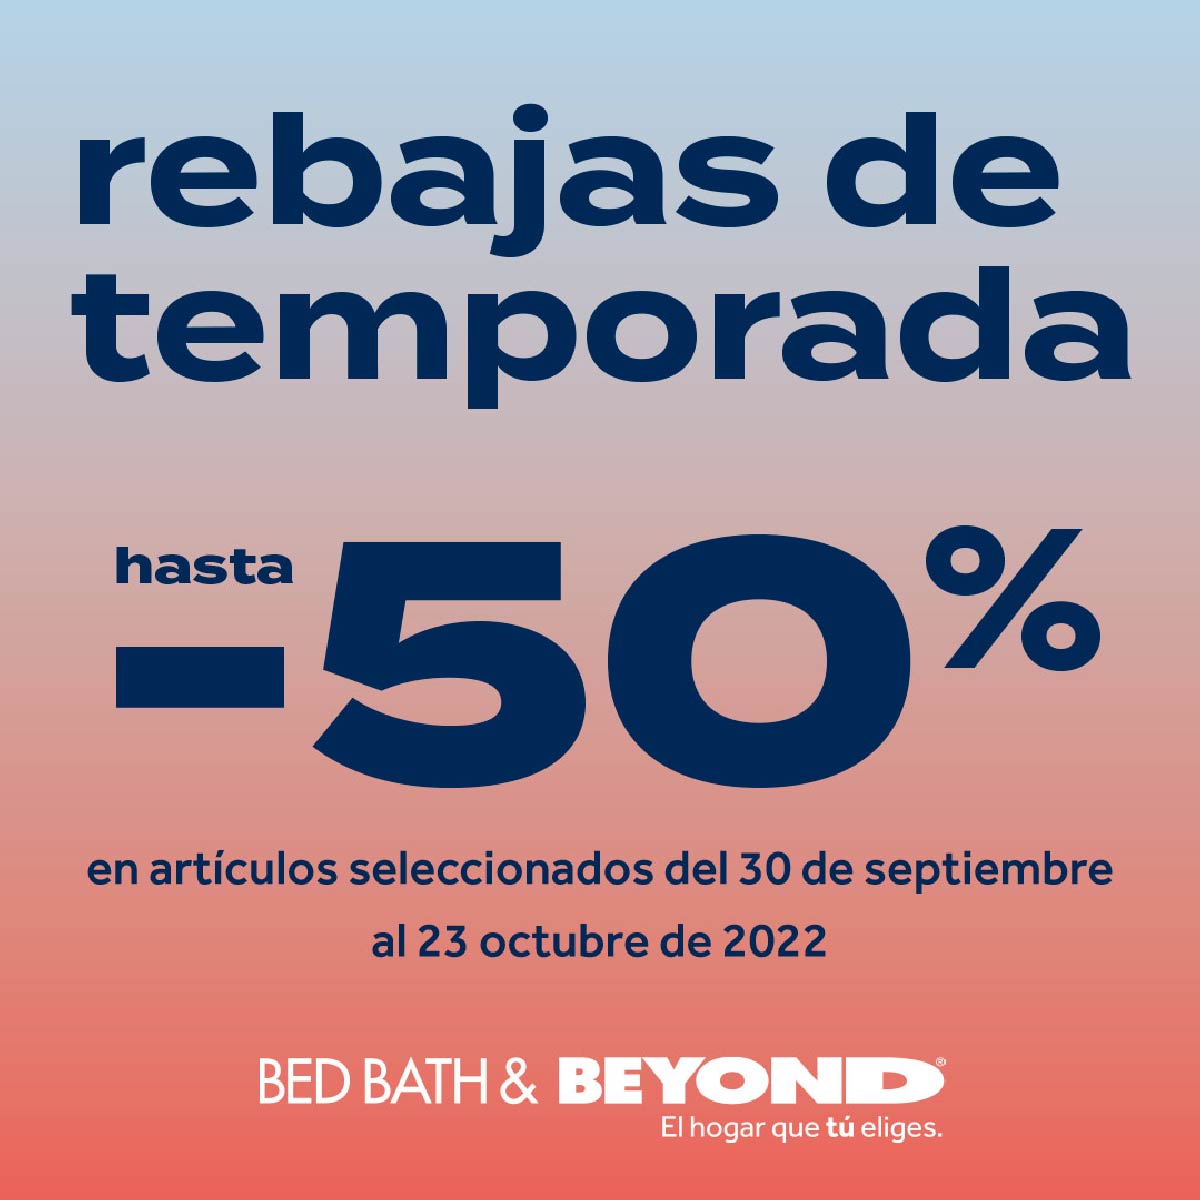 rebajas de
temporada
hasta
-50%
en artículos seleccionados del 30 de septiembre
al 23 octubre de 2022
BED BATH & BEYOND®
El hogar que tú eliges.